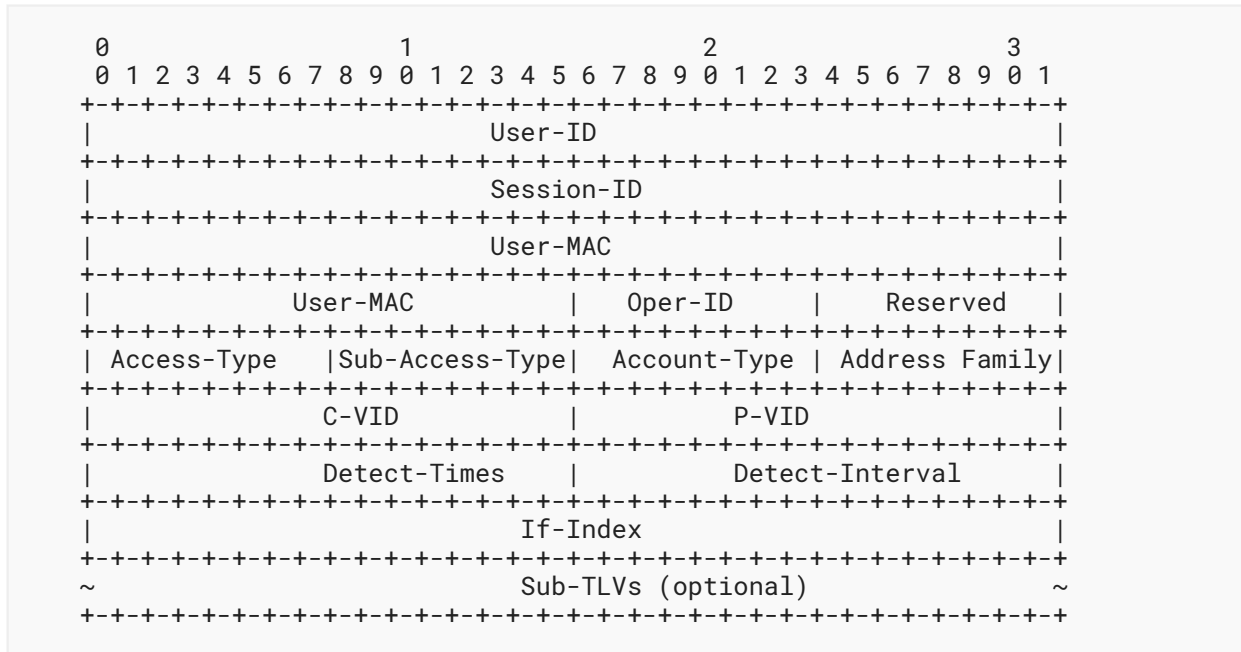 0                   1                   2                   3
 0 1 2 3 4 5 6 7 8 9 0 1 2 3 4 5 6 7 8 9 0 1 2 3 4 5 6 7 8 9 0 1
+-+-+-+-+-+-+-+-+-+-+-+-+-+-+-+-+-+-+-+-+-+-+-+-+-+-+-+-+-+-+-+-+
|                          User-ID                              |
+-+-+-+-+-+-+-+-+-+-+-+-+-+-+-+-+-+-+-+-+-+-+-+-+-+-+-+-+-+-+-+-+
|                          Session-ID                           |
+-+-+-+-+-+-+-+-+-+-+-+-+-+-+-+-+-+-+-+-+-+-+-+-+-+-+-+-+-+-+-+-+
|                          User-MAC                             |
+-+-+-+-+-+-+-+-+-+-+-+-+-+-+-+-+-+-+-+-+-+-+-+-+-+-+-+-+-+-+-+-+
|             User-MAC          |   Oper-ID     |    Reserved   |
+-+-+-+-+-+-+-+-+-+-+-+-+-+-+-+-+-+-+-+-+-+-+-+-+-+-+-+-+-+-+-+-+
| Access-Type   |Sub-Access-Type|  Account-Type | Address Family|
+-+-+-+-+-+-+-+-+-+-+-+-+-+-+-+-+-+-+-+-+-+-+-+-+-+-+-+-+-+-+-+-+
|               C-VID           |          P-VID                |
+-+-+-+-+-+-+-+-+-+-+-+-+-+-+-+-+-+-+-+-+-+-+-+-+-+-+-+-+-+-+-+-+
|               Detect-Times    |          Detect-Interval      |
+-+-+-+-+-+-+-+-+-+-+-+-+-+-+-+-+-+-+-+-+-+-+-+-+-+-+-+-+-+-+-+-+
|                            If-Index                           |
+-+-+-+-+-+-+-+-+-+-+-+-+-+-+-+-+-+-+-+-+-+-+-+-+-+-+-+-+-+-+-+-+
~                            Sub-TLVs (optional)                ~
+-+-+-+-+-+-+-+-+-+-+-+-+-+-+-+-+-+-+-+-+-+-+-+-+-+-+-+-+-+-+-+-+